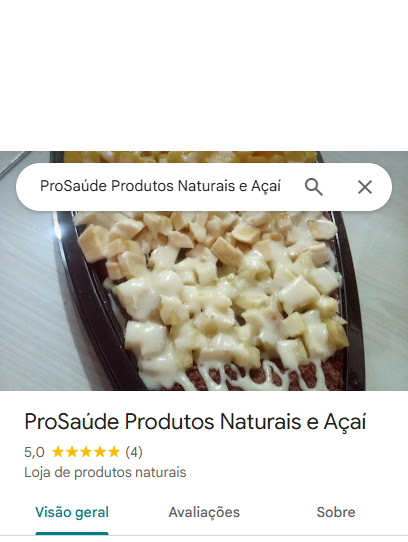 ProSaúde Produtos Naturais e Açaí
ProSaúde Produtos Naturais e Açaí
5,0 ★★★★★ (4)
Loja de produtos naturais
Visão geral Avaliações Sobre